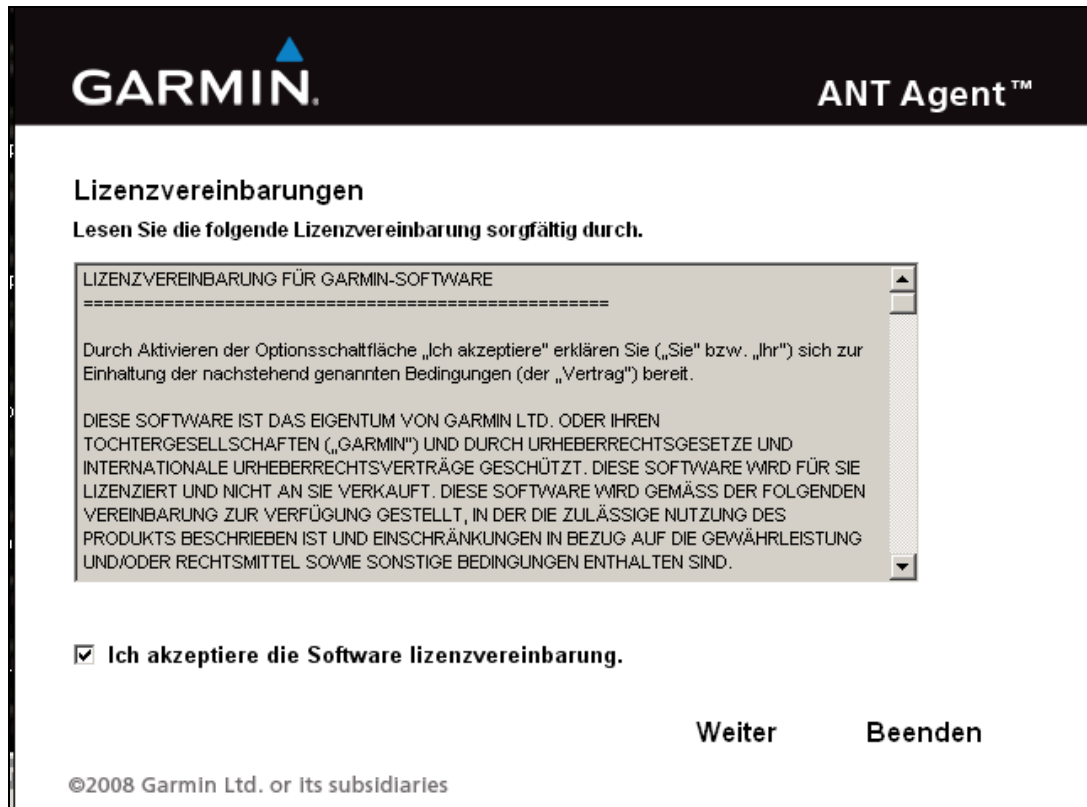 GARMIN.
ANT Agent™
Lizenzvereinbarungen
Lesen Sie die folgende Lizenzvereinbarung sorgfältig durch.
LIZENZVEREINBARUNG FÜR GARMIN-SOFTWARE
====================================================
Durch Aktivieren der Optionsschaltfläche „Ich akzeptiere" erklären Sie („Sie" bzw. „Ihr") sich zur
Einhaltung der nachstehend genannten Bedingungen (der „Vertrag") bereit.
DIESE SOFTWARE IST DAS EIGENTUM VON GARMIN LTD. ODER IHREN
TOCHTERGESELLSCHAFTEN („GARMIN") UND DURCH URHEBERRECHTSGESETZE UND
INTERNATIONALE URHEBERRECHTSVERTRÄGE GESCHÜTZT. DIESE SOFTWARE WIRD FÜR SIE
LIZENZIERT UND NICHT AN SIE VERKAUFT. DIESE SOFTWARE WIRD GEMÄSS DER FOLGENDEN
VEREINBARUNG ZUR VERFÜGUNG GESTELLT, IN DER DIE ZULÄSSIGE NUTZUNG DES
PRODUKTS BESCHRIEBEN IST UND EINSCHRÄNKUNGEN IN BEZUG AUF DIE GEWÄHRLEISTUNG
UND/ODER RECHTSMITTEL SOWIE SONSTIGE BEDINGUNGEN ENTHALTEN SIND.
Ich akzeptiere die Software lizenzvereinbarung.
Weiter
Beenden
©2008 Garmin Ltd. or its subsidiaries